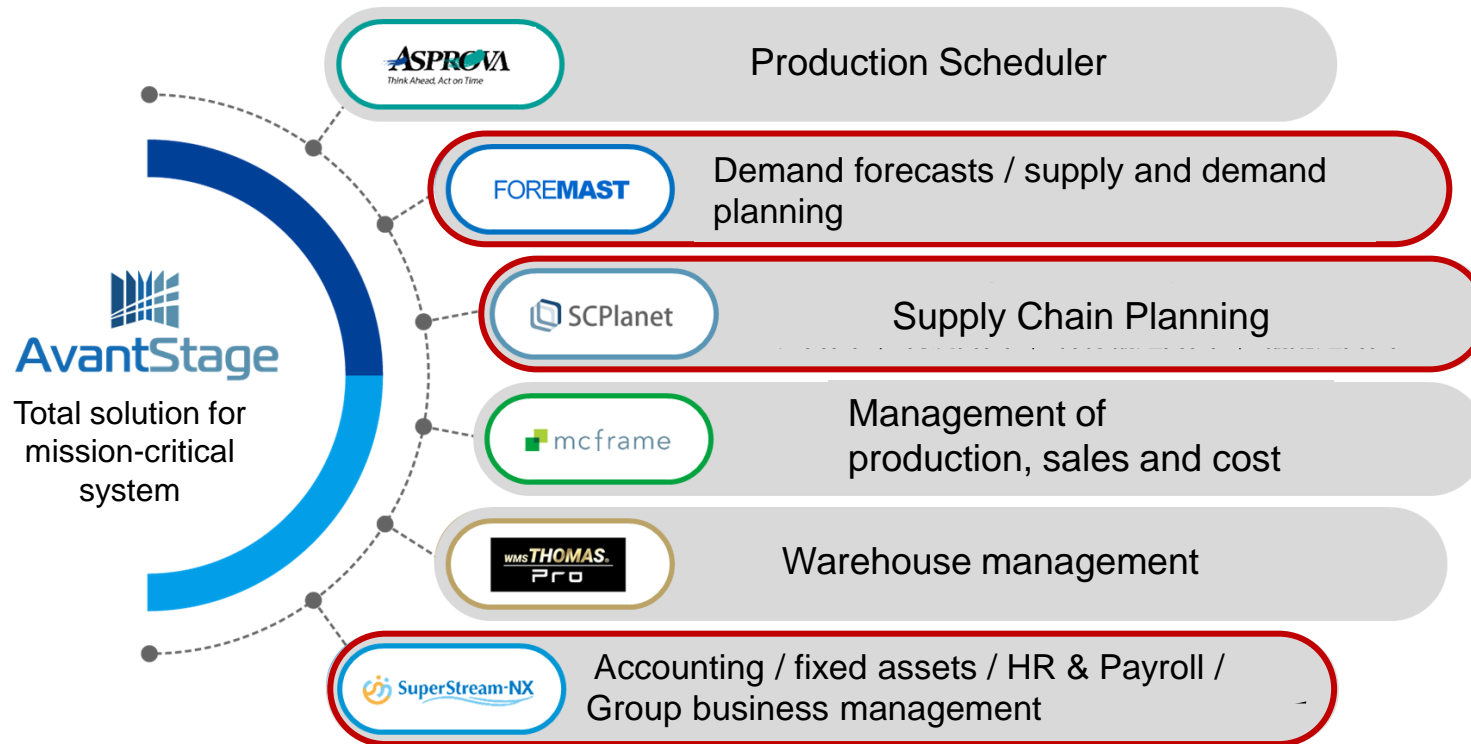 ASPROVA
Think Ahead, Act on Time
Production Scheduler
FOREMAST
Demand forecasts / supply and demand
planning
SCPlanet
Supply Chain Planning
AvantStage
Total solution for
mission-critical
system
mcframe
Management of
production, sales and cost
WMS THOMAS®
Pro
Warehouse management
SuperStream-NX
Accounting / fixed assets / HR & Payroll /
Group business management